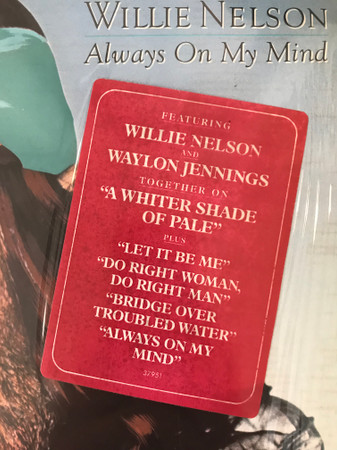 WILLIE NELSON
Always On My Mind
FEATURING
WILLIE NELSON
AND
WAYLON JENNINGS
TOGETHER ON
“A WHITER SHADE
OF PALE”
PLUS
“LET IT BE ME”
“DO RIGHT WOMAN,
DO RIGHT MAN”
“BRIDGE OVER
TROUBLED WATER”
“ALWAYS ON MY
MIND”
37951